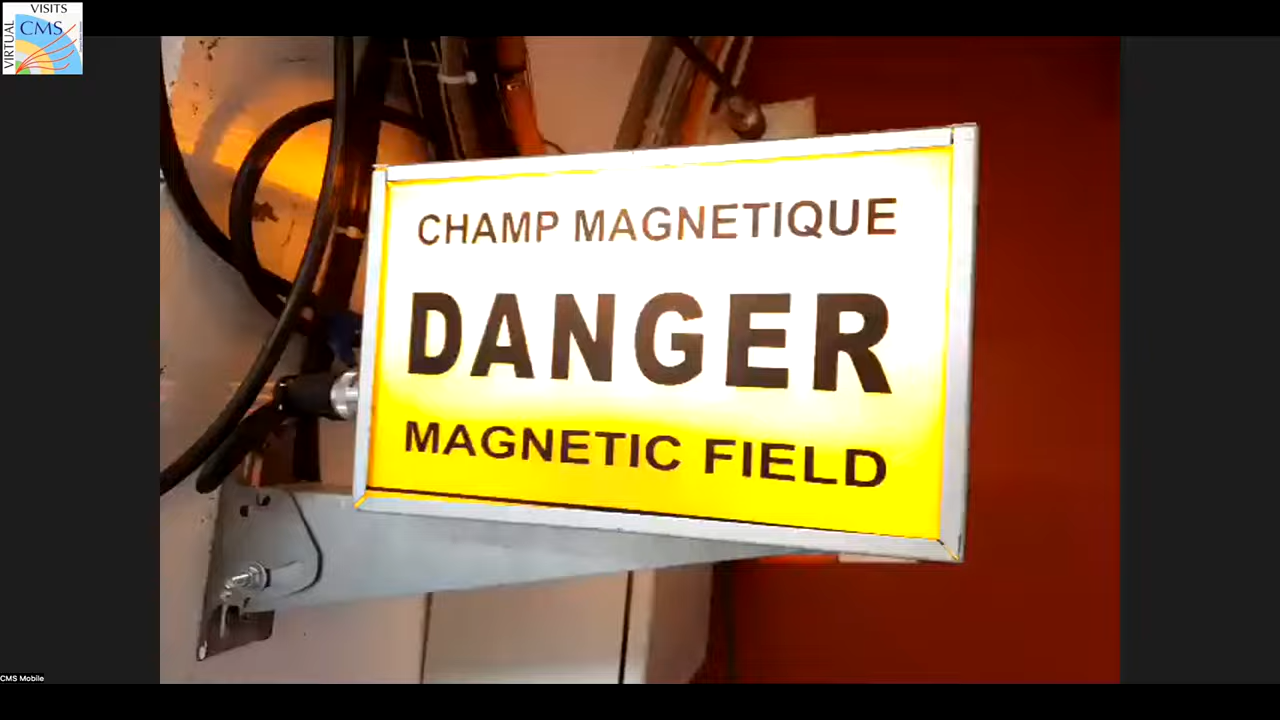 VISITS
VIRTUAL
CMS
CHAMP MAGNETIQUE
DANGER
MAGNETIC FIELD
CMS Mobile